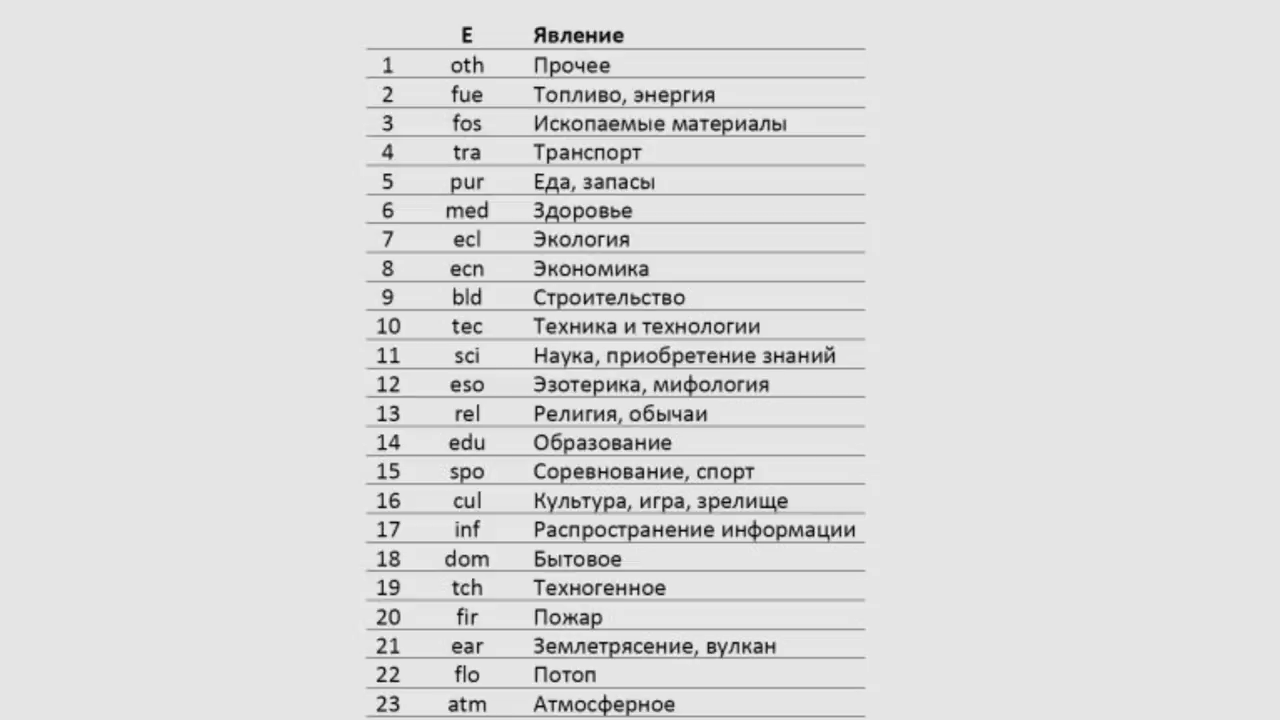 E Явление
1 oth Прочее
2 fue Топливо, энергия
3 fos Ископаемые материалы
4 tra Транспорт
5 pur Еда, запасы
6 med Здоровье
7 ecl Экология
8 ecn Экономика
9 bld Строительство
10 tec Техника и технологии
11 sci Наука, приобретение знаний
12 eso Эзотерика, мифология
13 rel Религия, обычаи
14 edu Образование
15 spo Соревнование, спорт
16 cul Культура, игра, зрелище
17 inf Распространение информации
18 dom Бытовое
19 tch Техногенное
20 fir Пожар
21 ear Землетрясение, вулкан
22 flo Потоп
23 atm Атмосферное